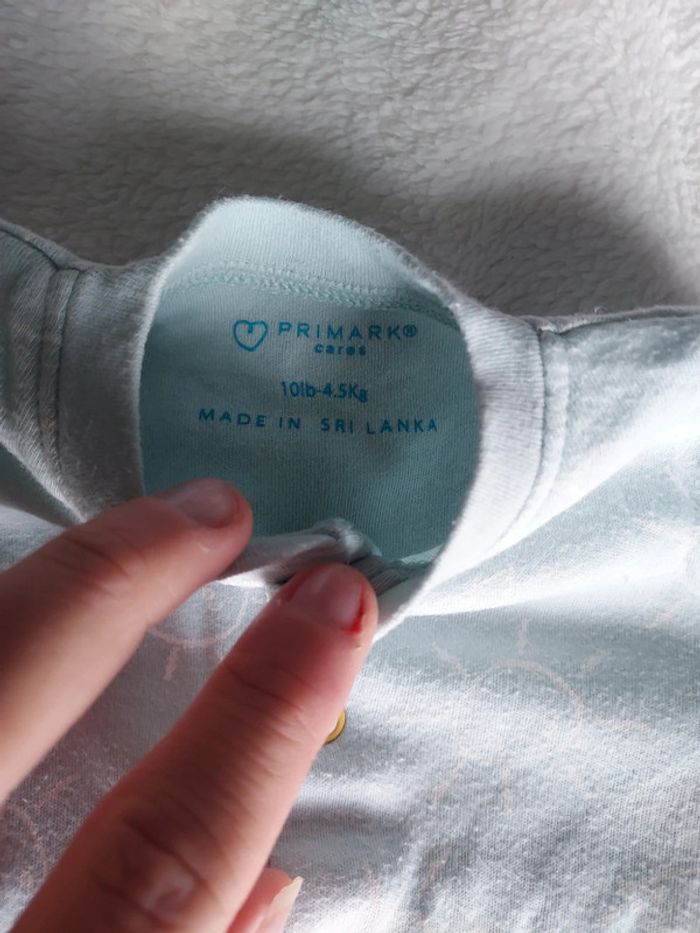 PRIMARK®
cares
10lb-4.5Kg
MADE IN SRI LANKA